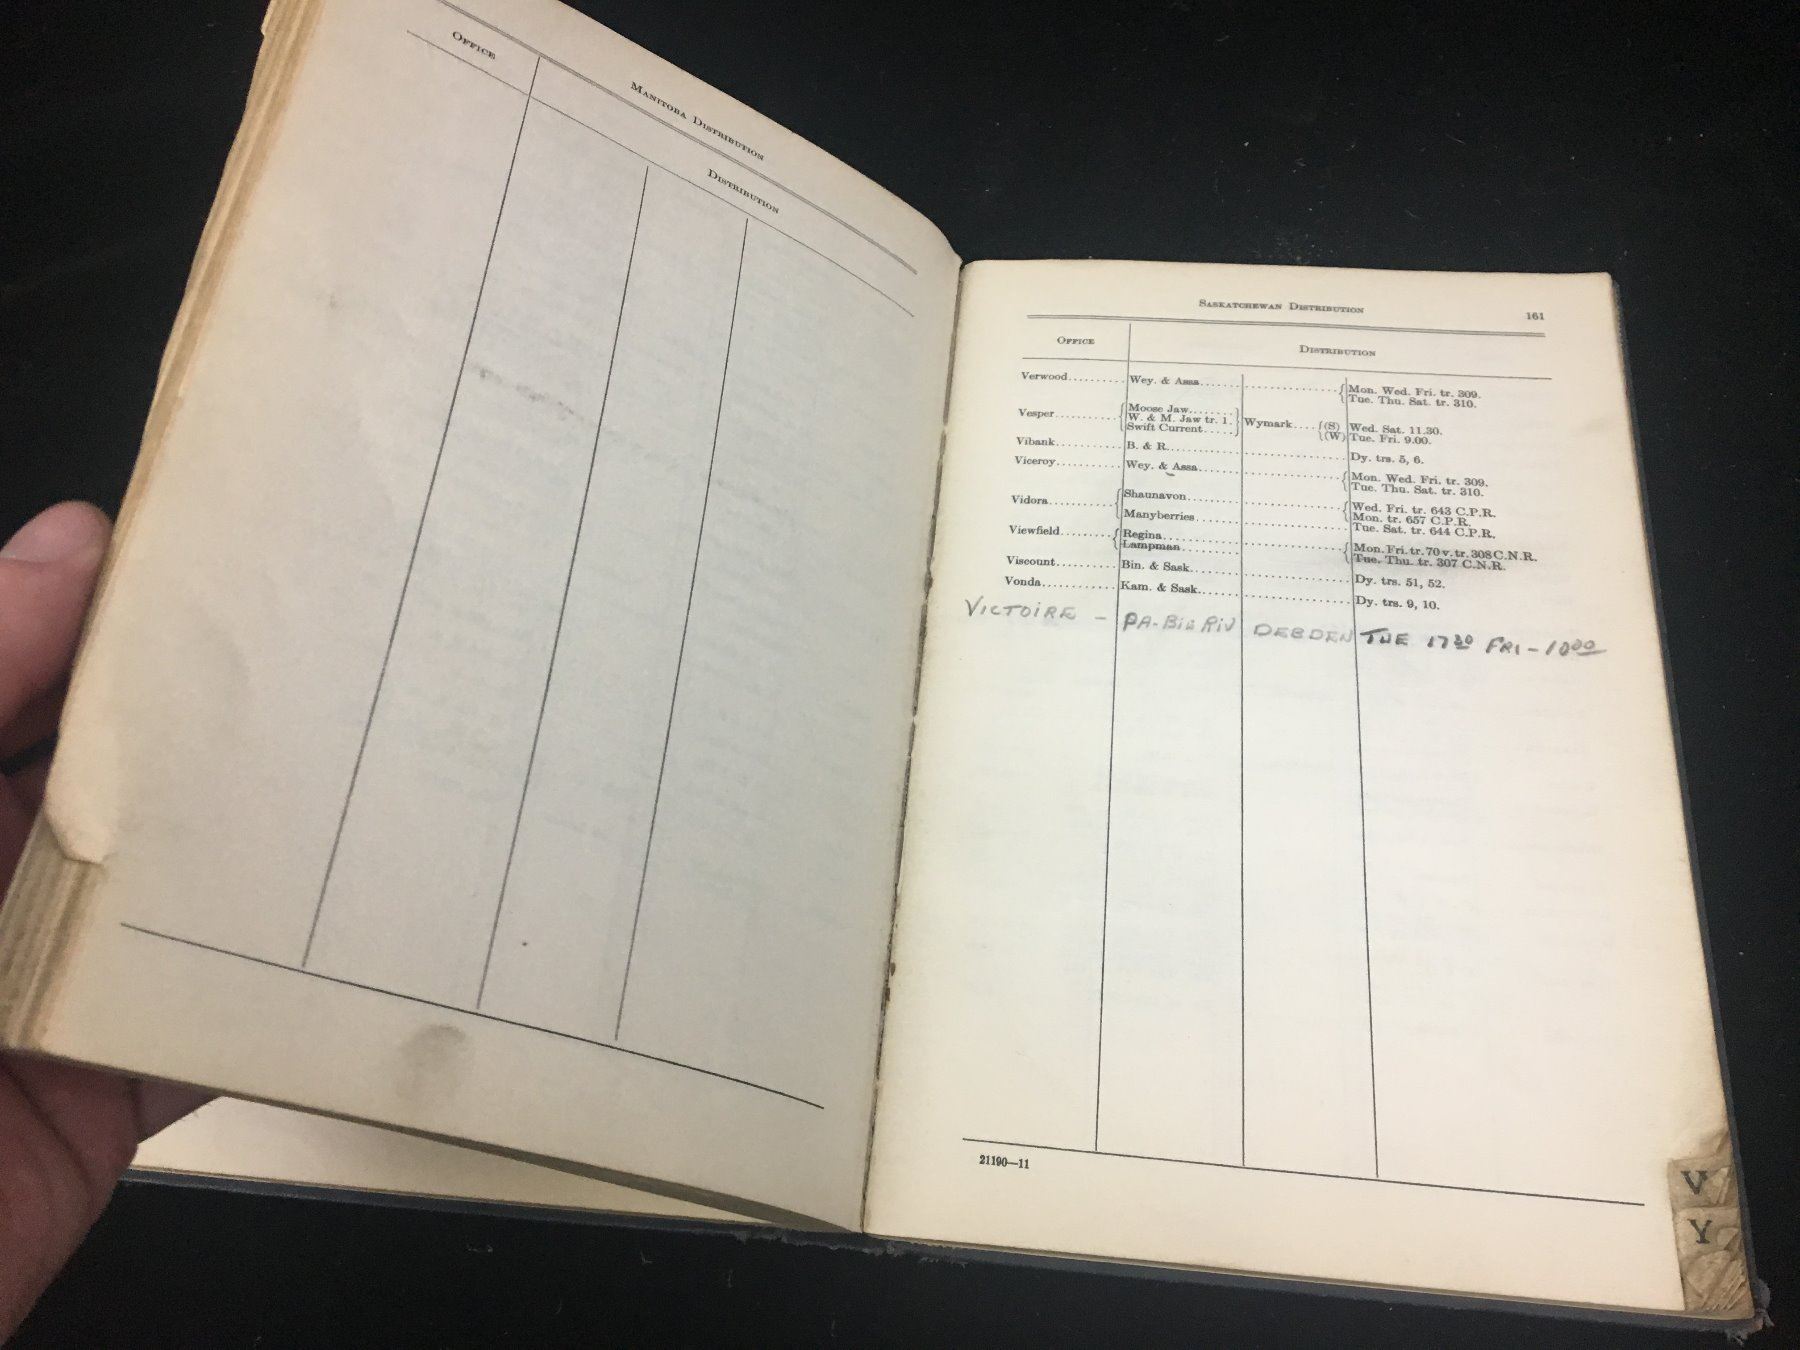 OFFICE
MANITOBA DISTRIBUTION
DISTRIBUTION
SASKATCHEWAN DISTRIBUTION 161
OFFICE DISTRIBUTION
Verwood.......... Wey. & Assa. Mon. Wed. Fri. tr. 309.
Tue. Thu. Sat. tr. 310.
Vesper.......... Moose Jaw........
W. & M. Jaw tr. 1. Wymark.... (S) Wed. Sat. 11.30.
Swift Current..... (W) Tue. Fri. 9.00.
Vibank.......... B. & R. Dy. trs. 5, 6.
Viceroy.......... Wey. & Assa. Mon. Wed. Fri. tr. 309.
Tue. Thu. Sat. tr. 310.
Vidora.......... Shaunavon. Wed. Fri. tr. 643 C.P.R.
Mon. tr. 657 C.P.R.
Manyberries. Tue. Sat. tr. 644 C.P.R.
Viewfield........ Regina. Mon. Fri. tr. 70 v. tr. 308 C.N.R.
Lampman. Tue. Thu. tr. 307 C.N.R.
Viscount......... Bin. & Sask. Dy. trs. 51, 52.
Vonda........... Kam. & Sask. Dy. trs. 9, 10.
VICTOIRE – PA-BIG RIV DEBDEN TUE 1730 FRI – 1000
21190—11
V
Y